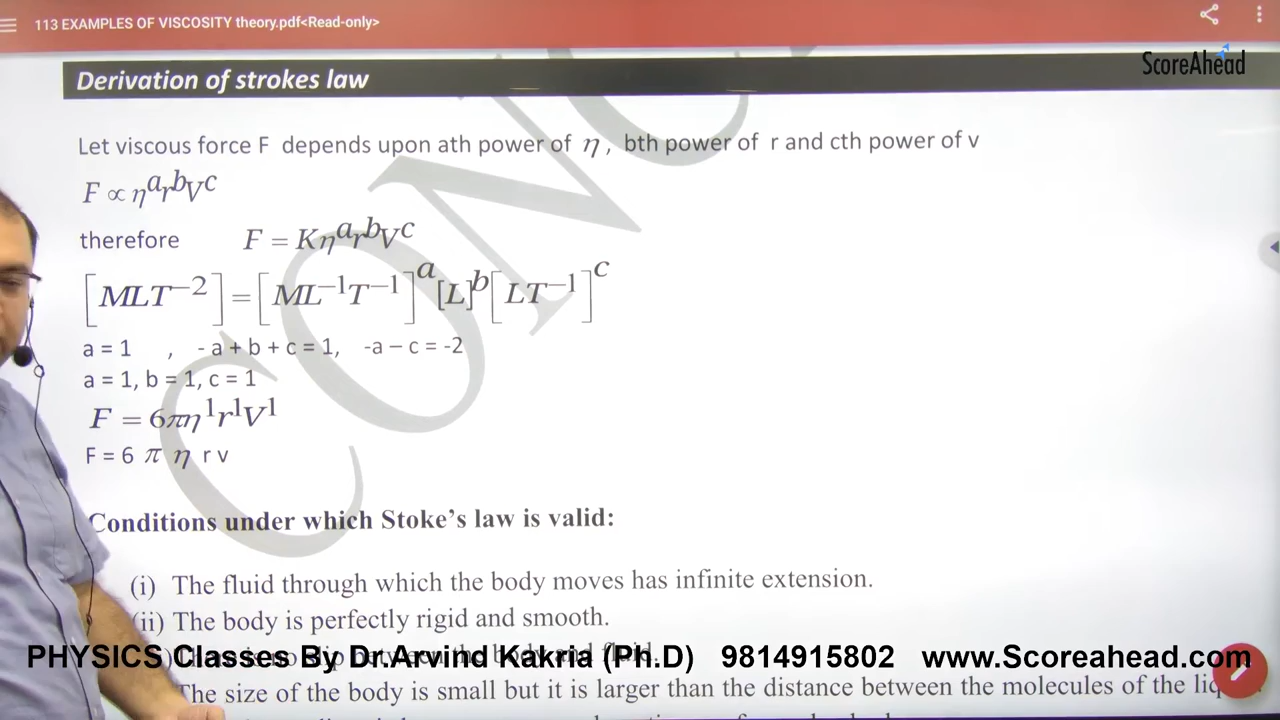 113 EXAMPLES OF VISCOSITY theory.pdf<Read-only>
ScoreAhead
Derivation of strokes law
Let viscous force F depends upon ath power of η , bth power of r and cth power of v
F ∝ η^a r^b V^c
therefore F = Kη^a r^b V^c
[MLT⁻²] = [ML⁻¹T⁻¹]^a [L]^b [LT⁻¹]^c
a = 1 , - a + b + c = 1, -a – c = -2
a = 1, b = 1, c = 1
F = 6πη¹r¹V¹
F = 6 π η r v
Conditions under which Stoke's law is valid:
(i) The fluid through which the body moves has infinite extension.
(ii) The body is perfectly rigid and smooth.
PHYSICS Classes By Dr.Arvind Kakria (Ph.D) 9814915802 www.Scoreahead.com
The size of the body is small but it is larger than the distance between the molecules of the